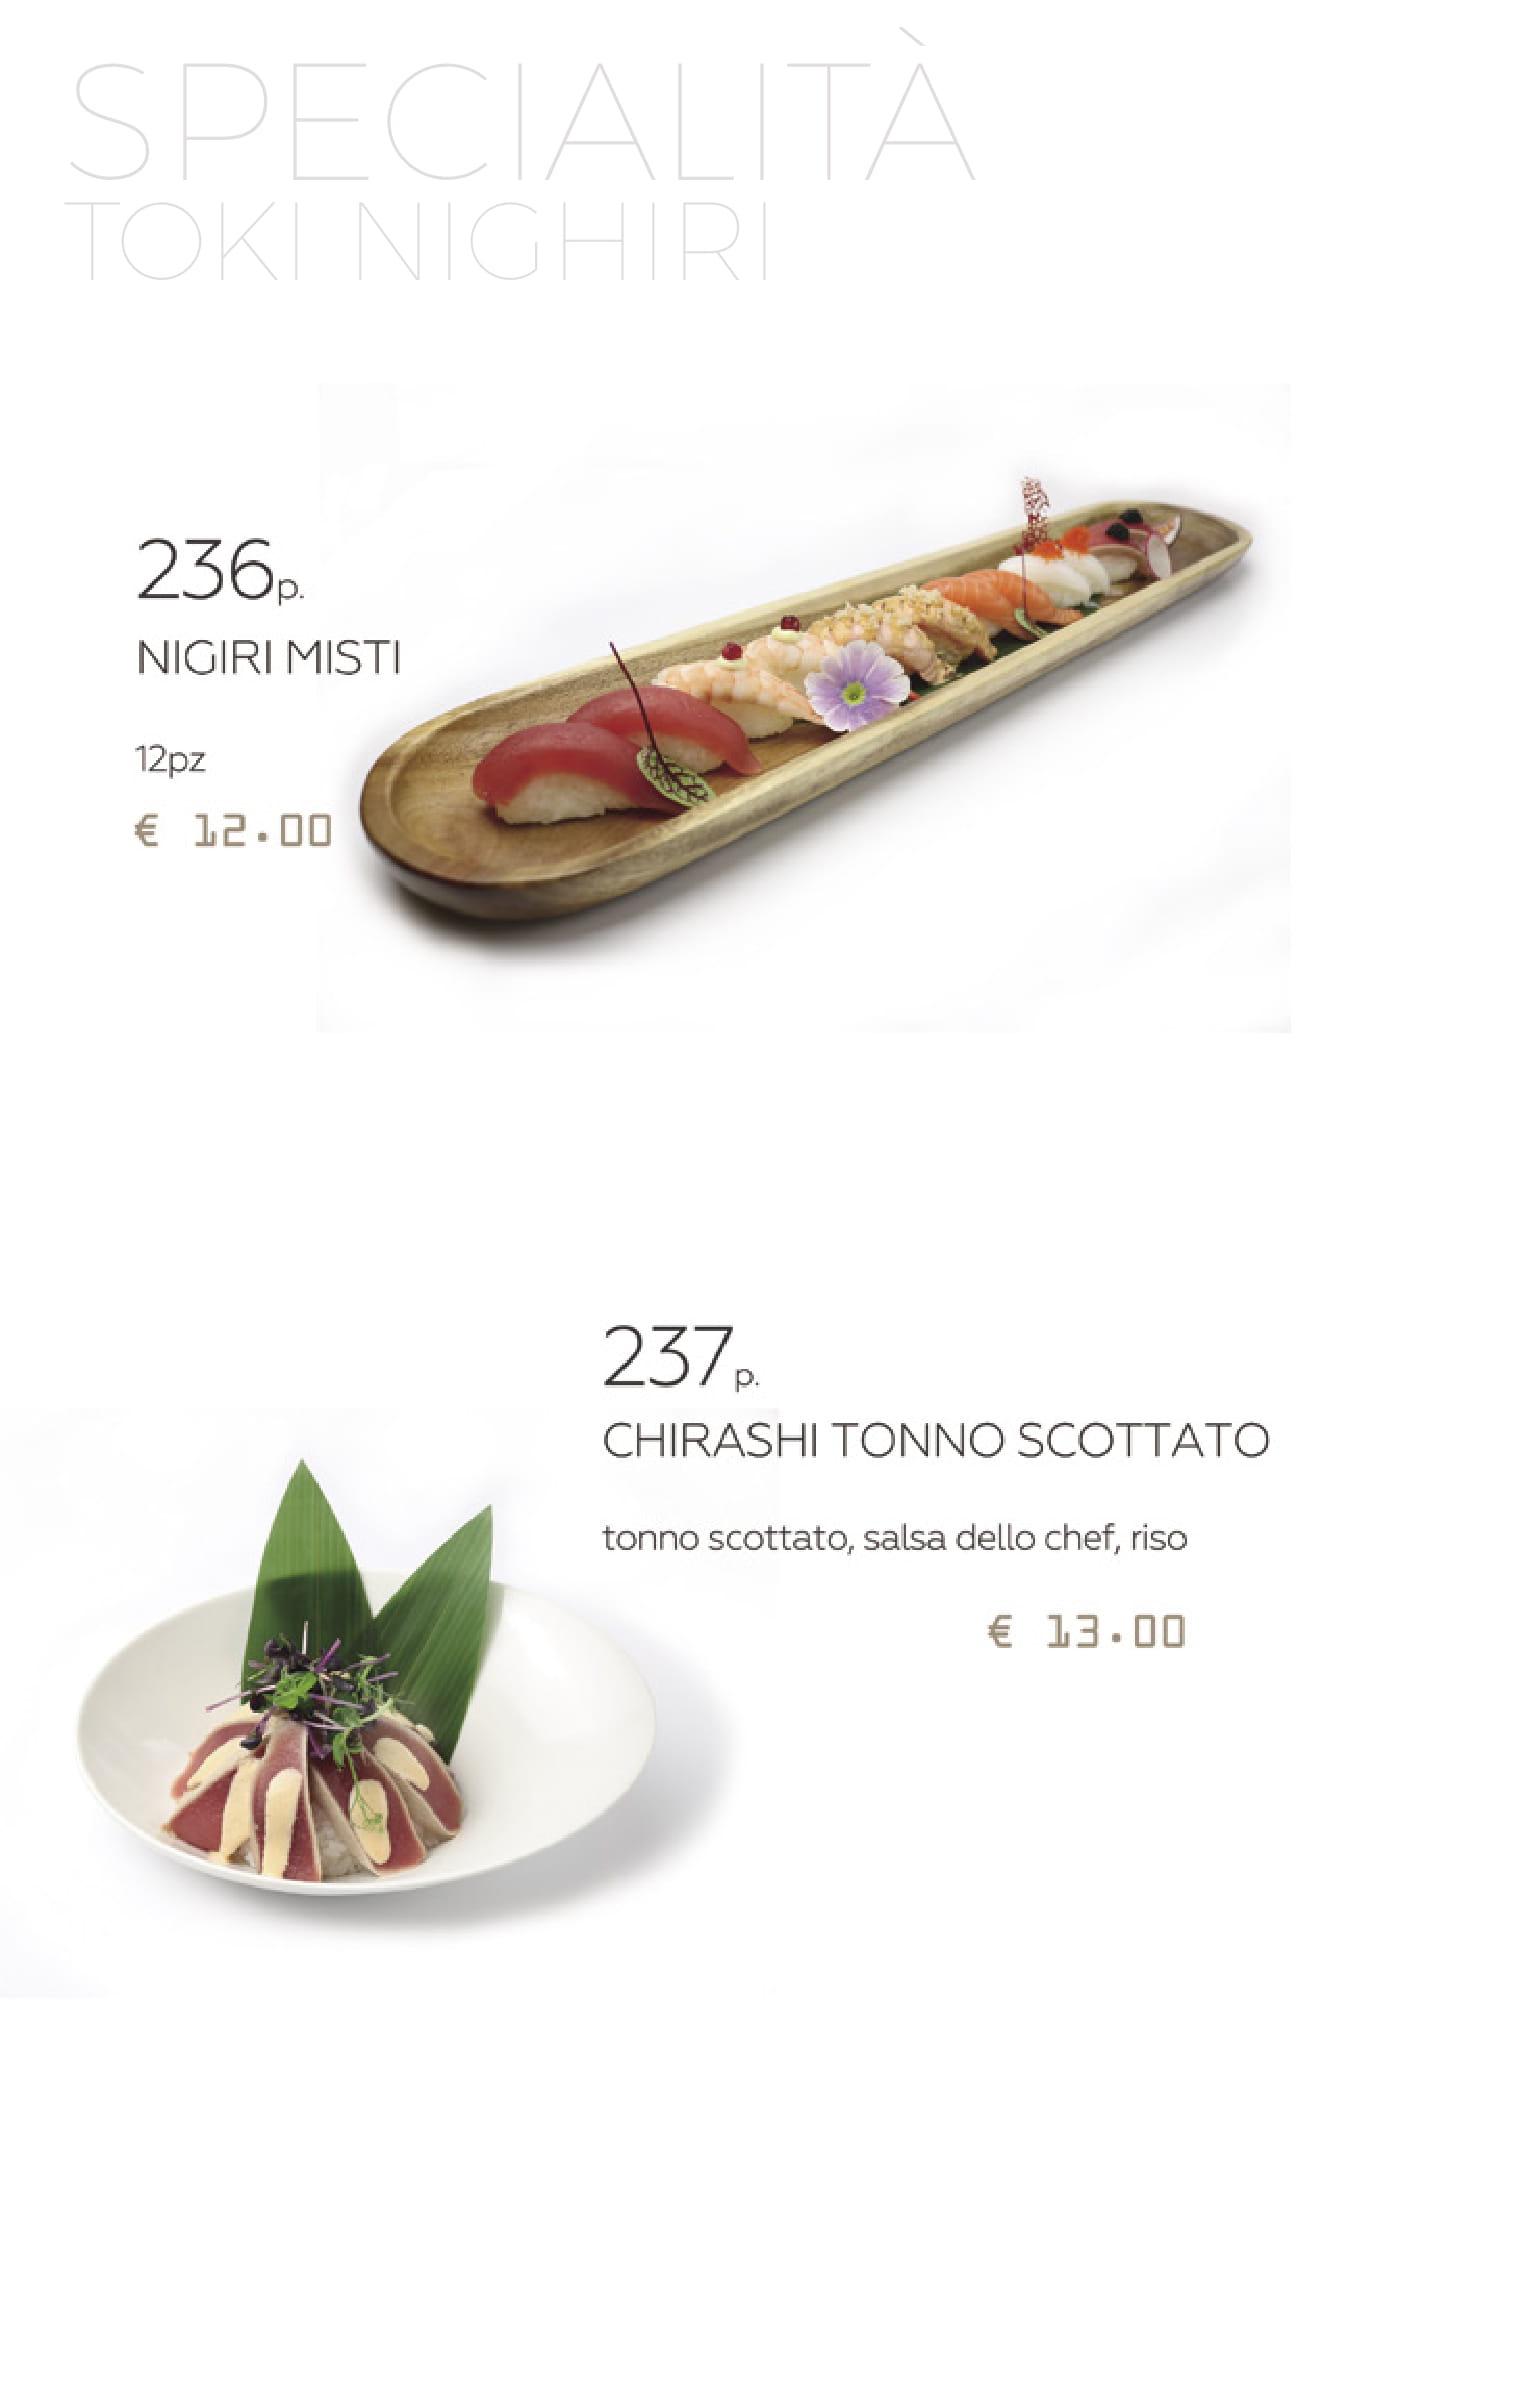 SPECIALITÀ
TOKI NIGHIRI
236p.
NIGIRI MISTI
12pz
€ 12.00
237p.
CHIRASHI TONNO SCOTTATO
tonno scottato, salsa dello chef, riso
€ 13.00